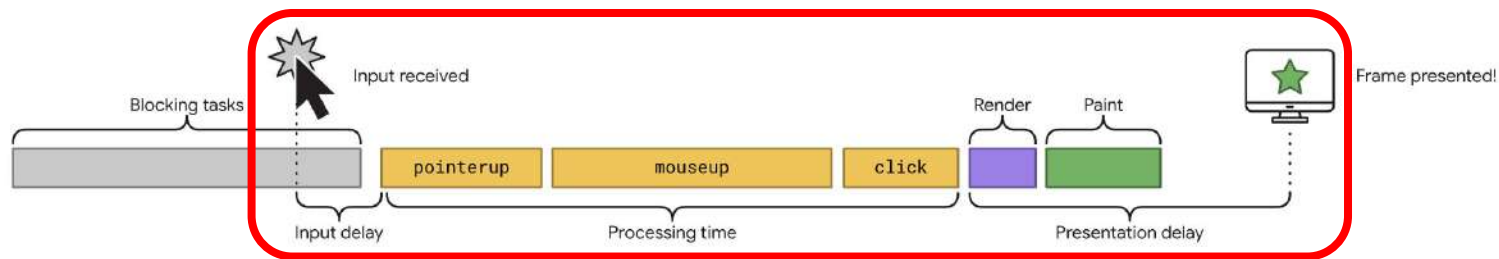 Input received
Frame presented!
Blocking tasks
Render
Paint
pointerup
mouseup
click
Input delay
Processing time
Presentation delay